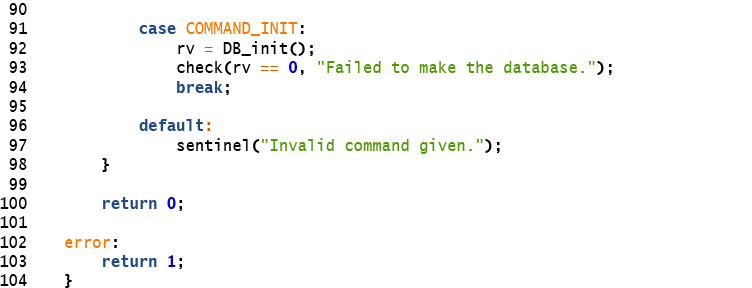 90
91            case COMMAND_INIT:
92                rv = DB_init();
93                check(rv == 0, "Failed to make the database.");
94                break;
95
96            default:
97                sentinel("Invalid command given.");
98        }
99
100        return 0;
101
102    error:
103        return 1;
104    }